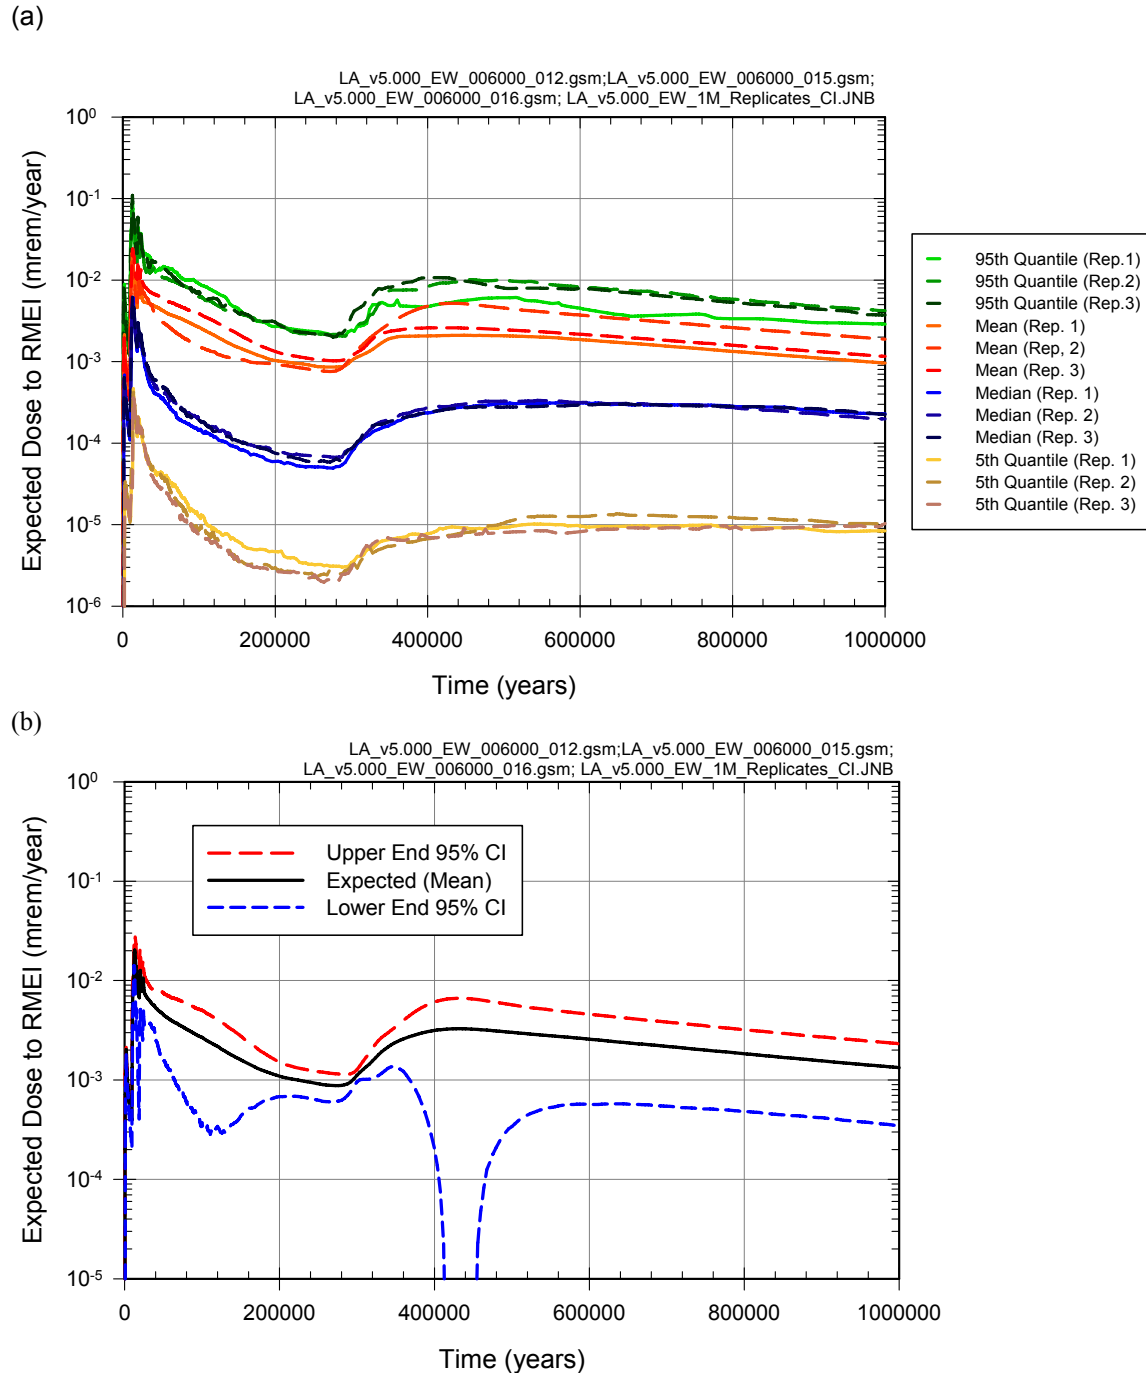 (a)
LA_v5.000_EW_006000_012.gsm;LA_v5.000_EW_006000_015.gsm;
LA_v5.000_EW_006000_016.gsm; LA_v5.000_EW_1M_Replicates_CI.JNB
Expected Dose to RMEI (mrem/year)
10⁰
10⁻¹
10⁻²
10⁻³
10⁻⁴
10⁻⁵
10⁻⁶
0
200000
400000
600000
800000
1000000
Time (years)
95th Quantile (Rep.1)
95th Quantile (Rep.2)
95th Quantile (Rep.3)
Mean (Rep. 1)
Mean (Rep, 2)
Mean (Rep. 3)
Median (Rep. 1)
Median (Rep. 2)
Median (Rep. 3)
5th Quantile (Rep. 1)
5th Quantile (Rep. 2)
5th Quantile (Rep. 3)
(b)
LA_v5.000_EW_006000_012.gsm;LA_v5.000_EW_006000_015.gsm;
LA_v5.000_EW_006000_016.gsm; LA_v5.000_EW_1M_Replicates_CI.JNB
Expected Dose to RMEI (mrem/year)
10⁰
10⁻¹
10⁻²
10⁻³
10⁻⁴
10⁻⁵
Upper End 95% CI
Expected (Mean)
Lower End 95% CI
0
200000
400000
600000
800000
1000000
Time (years)